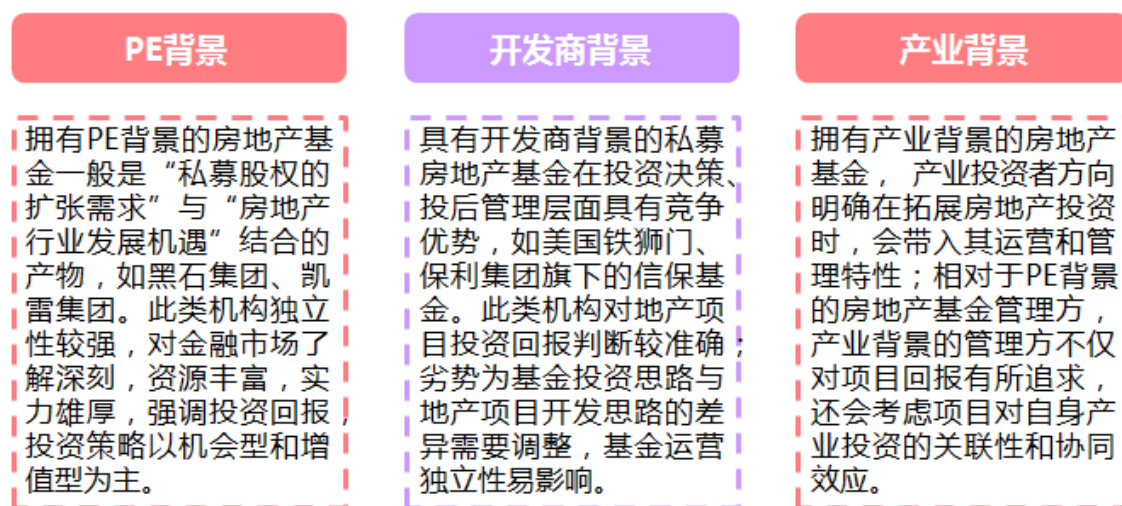 PE背景
拥有PE背景的房地产基
金一般是“私募股权的
扩张需求”与“房地产
行业发展机遇”结合的
产物，如黑石集团、凯
雷集团。此类机构独立
性较强，对金融市场了
解深刻，资源丰富，实
力雄厚，强调投资回报，
投资策略以机会型和增
值型为主。
开发商背景
具有开发商背景的私募
房地产基金在投资决策、
投后管理层面具有竞争
优势，如美国铁狮门、
保利集团旗下的信保基
金。此类机构对地产项
目投资回报判断较准确；
劣势为基金投资思路与
地产项目开发思路的差
异需要调整，基金运营
独立性易影响。
产业背景
拥有产业背景的房地产
基金， 产业投资者方向
明确在拓展房地产投资
时，会带入其运营和管
理特性；相对于PE背景
的房地产基金管理方，
产业背景的管理方不仅
对项目回报有所追求，
还会考虑项目对自身产
业投资的关联性和协同
效应。